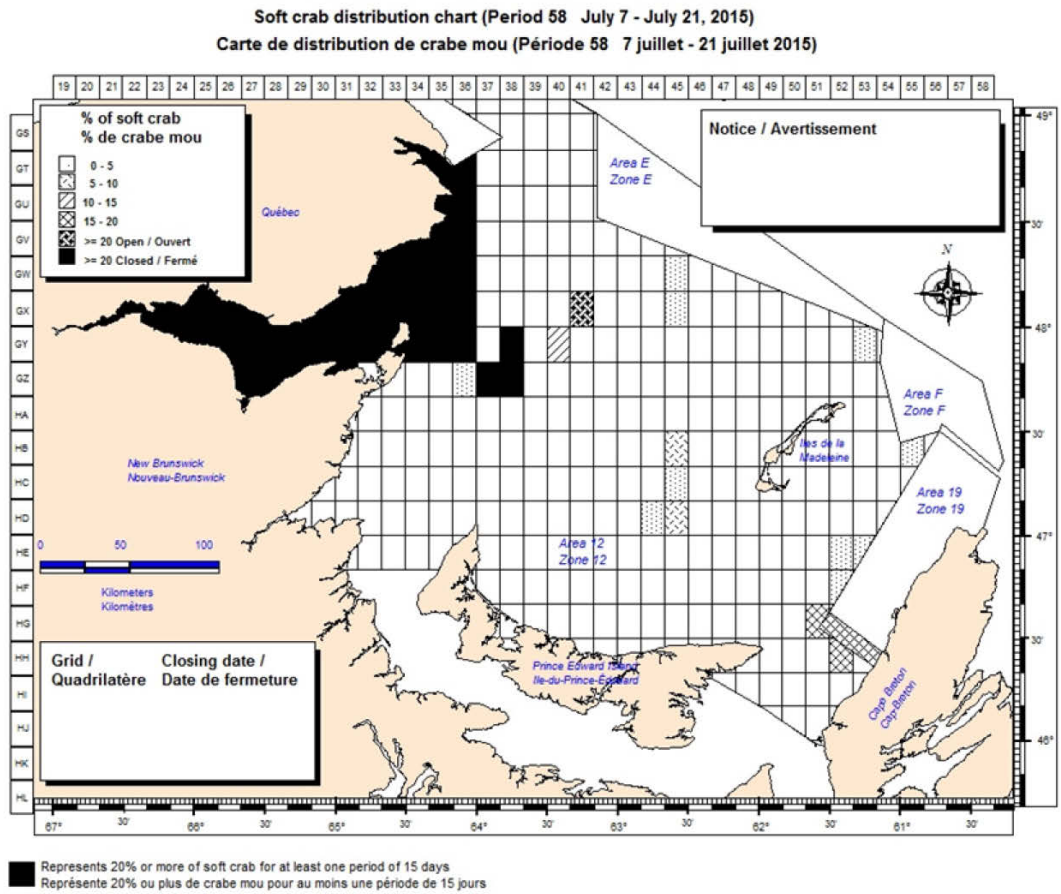 Soft crab distribution chart (Period 58 July 7 - July 21, 2015)
Carte de distribution de crabe mou (Période 58 7 juillet - 21 juillet 2015)
19 20 21 22 23 24 25 26 27 28 29 30 31 32 33 34 35 36 37 38 39 40 41 42 43 44 45 46 47 48 49 50 51 52 53 54 55 56 57 58
% of soft crab
% de crabe mou
0 - 5
5 - 10
10 - 15
15 - 20
>= 20 Open / Ouvert
>= 20 Closed / Fermé
Notice / Avertissement
GS
GT
GU
GV
GW
GX
GY
GZ
HA
HB
HC
HD
HE
HF
HG
HH
HI
HJ
HK
HL
49°
30'
48°
30'
47°
30'
46°
Québec
Area E
Zone E
N
Area F
Zone F
Iles de la
Madeleine
New Brunswick
Nouveau-Brunswick
Area 19
Zone 19
Area 12
Zone 12
0 50 100
Kilometers
Kilomètres
Grid / Closing date /
Quadrilatère Date de fermeture
Prince Edward Island
Ile-du-Prince-Édouard
Cape Breton
Cap-Breton
67° 30' 66° 30' 65° 30' 64° 30' 63° 30' 62° 30' 61° 30'
Represents 20% or more of soft crab for at least one period of 15 days
Représente 20% ou plus de crabe mou pour au moins une période de 15 jours